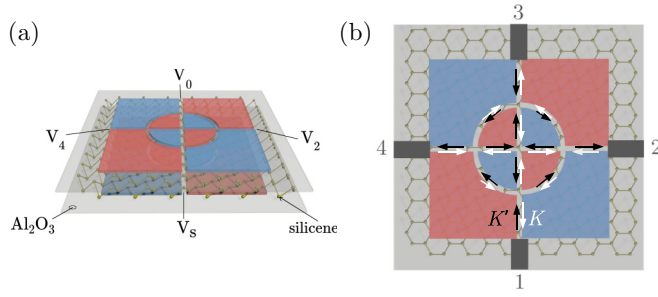 (a)
V₀
V₄
V₂
Vₛ
Al₂O₃
silicene
(b)
3
4
2
K' K
1